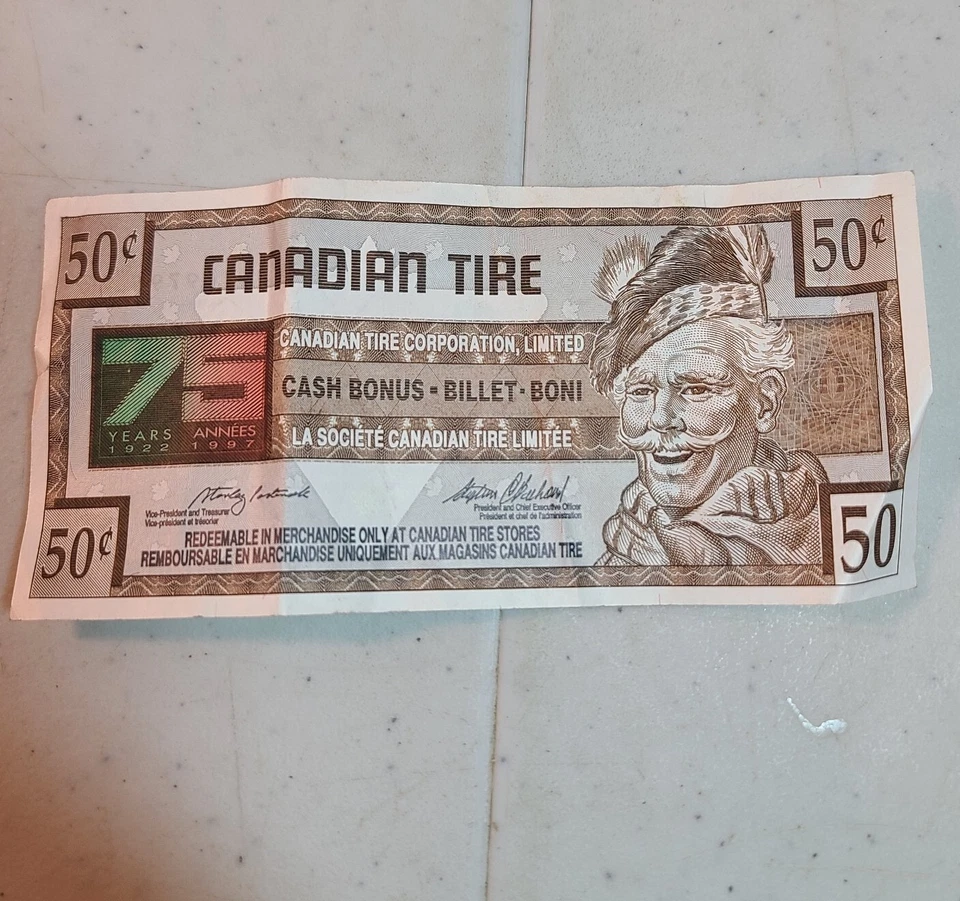 50¢
50¢
CANADIAN TIRE
75
YEARS ANNÉES
1922 1997
CANADIAN TIRE CORPORATION, LIMITED
CASH BONUS - BILLET - BONI
LA SOCIÉTÉ CANADIAN TIRE LIMITÉE
Vice-President and Treasurer
Vice-président et trésorier
President and Chief Executive Officer
Président et chef de l'administration
REDEEMABLE IN MERCHANDISE ONLY AT CANADIAN TIRE STORES
REMBOURSABLE EN MARCHANDISE UNIQUEMENT AUX MAGASINS CANADIAN TIRE
50¢
50